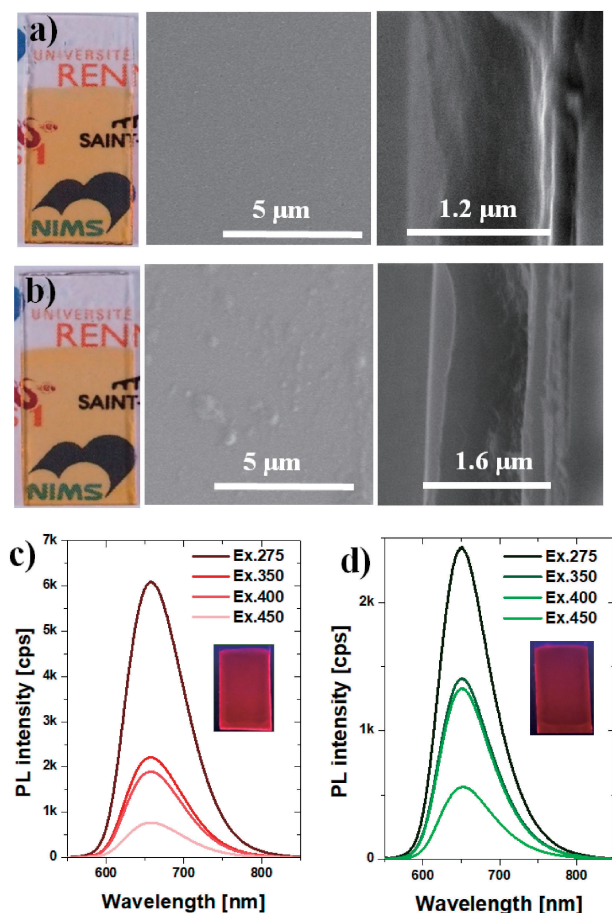 a)
UNIVERSITÉ
RENN
1
SAINT-
NIMS
5 μm
1.2 μm
b)
UNIVERSITÉ
RENN
1
SAINT-
NIMS
5 μm
1.6 μm
c)
7k
6k
5k
4k
3k
2k
1k
0
PL intensity [cps]
Ex.275
Ex.350
Ex.400
Ex.450
600
700
800
Wavelength [nm]
d)
2k
1k
0
PL intensity [cps]
Ex.275
Ex.350
Ex.400
Ex.450
600
700
800
Wavelength [nm]